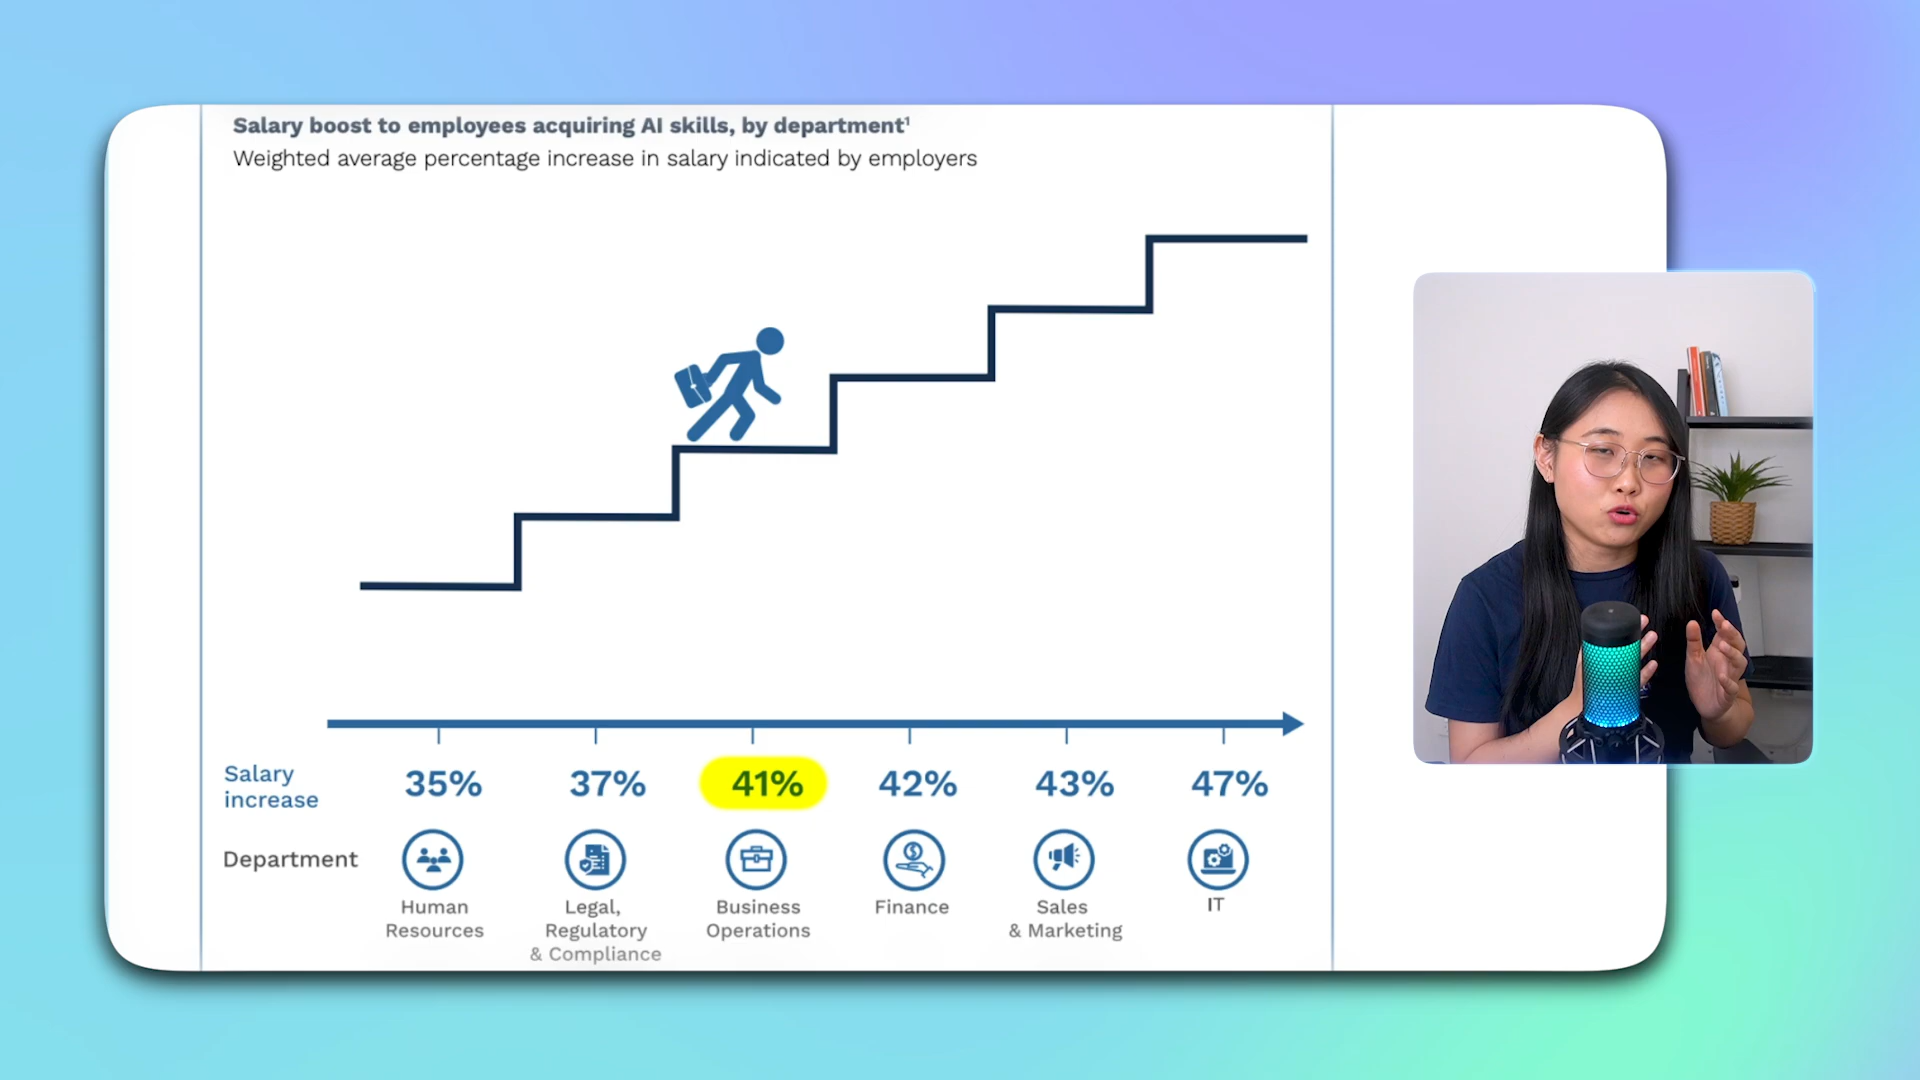 Salary boost to employees acquiring AI skills, by department¹
Weighted average percentage increase in salary indicated by employers
Salary
increase
35%
37%
41%
42%
43%
47%
Department
Human
Resources
Legal,
Regulatory
& Compliance
Business
Operations
Finance
Sales
& Marketing
IT